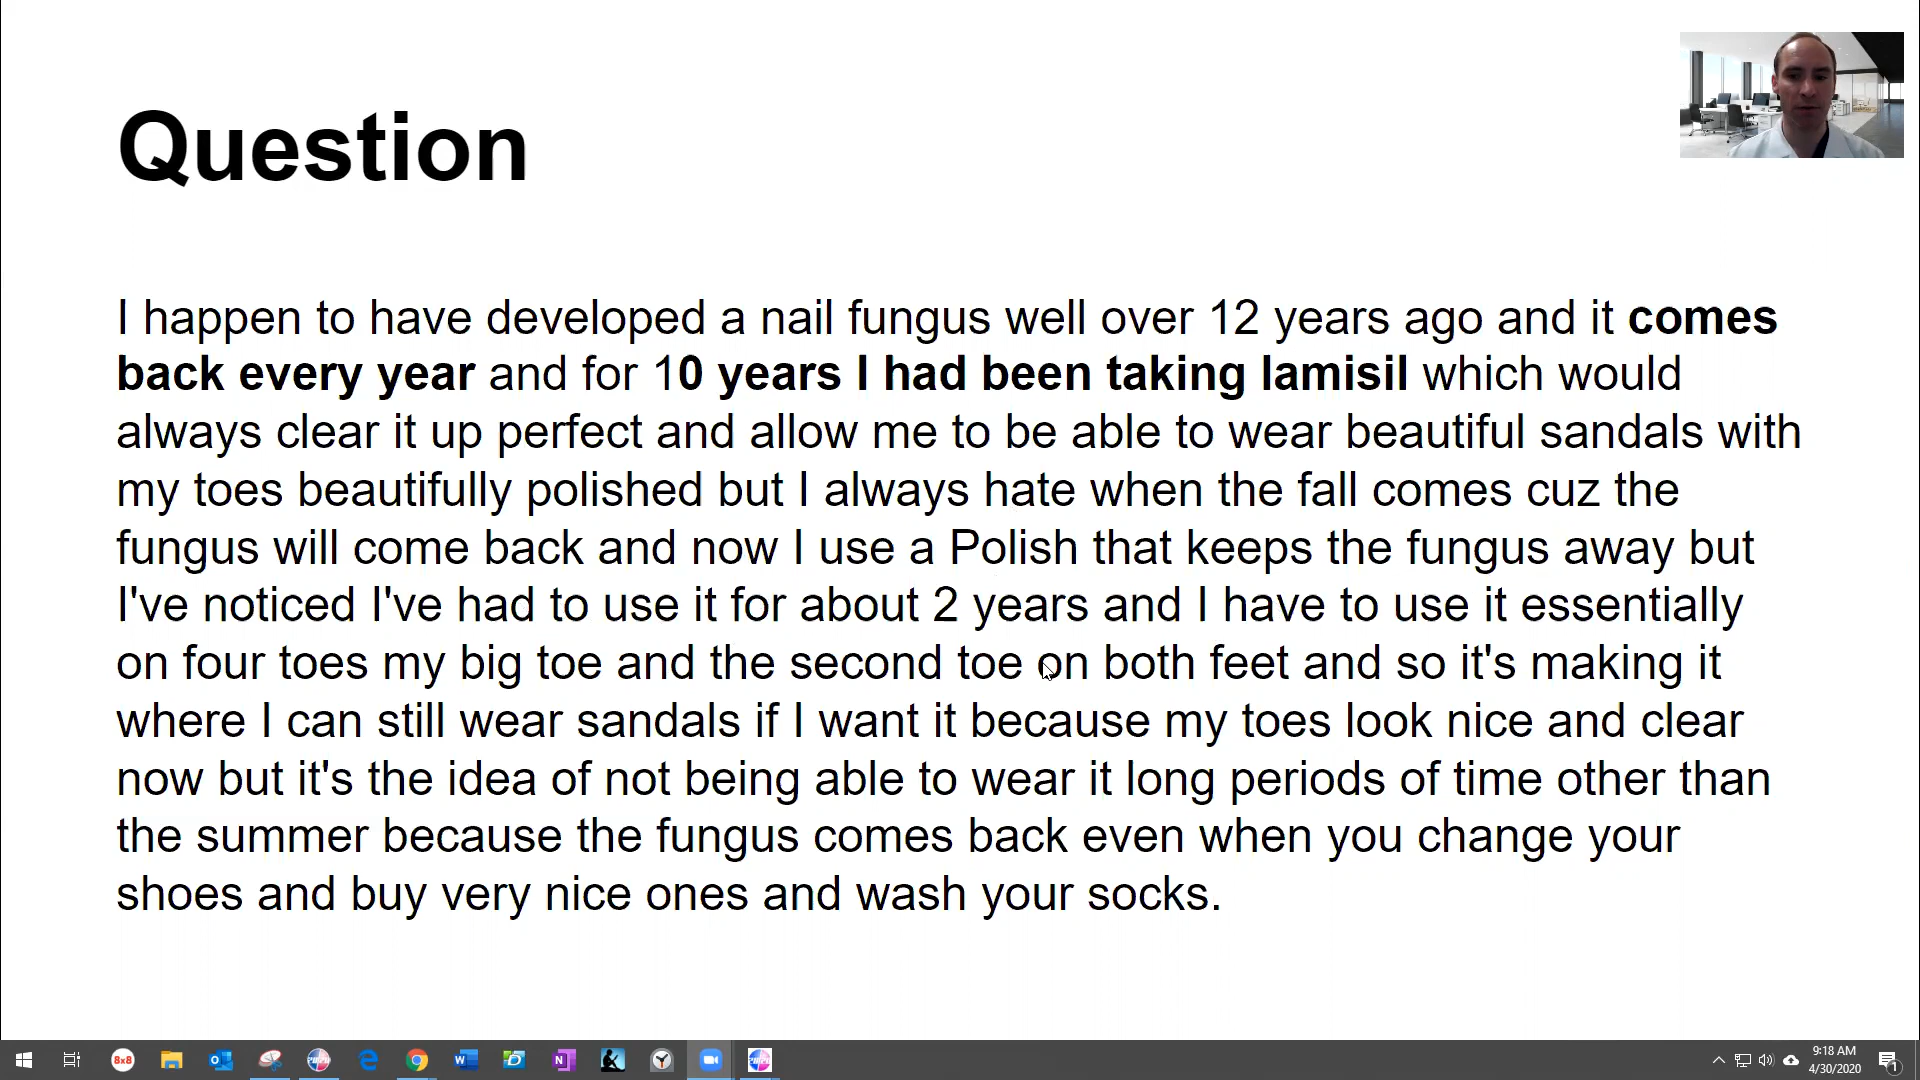 Question
I happen to have developed a nail fungus well over 12 years ago and it comes
back every year and for 10 years I had been taking lamisil which would
always clear it up perfect and allow me to be able to wear beautiful sandals with
my toes beautifully polished but I always hate when the fall comes cuz the
fungus will come back and now I use a Polish that keeps the fungus away but
I've noticed I've had to use it for about 2 years and I have to use it essentially
on four toes my big toe and the second toe on both feet and so it's making it
where I can still wear sandals if I want it because my toes look nice and clear
now but it's the idea of not being able to wear it long periods of time other than
the summer because the fungus comes back even when you change your
shoes and buy very nice ones and wash your socks.
8x8
9:18 AM
4/30/2020
1